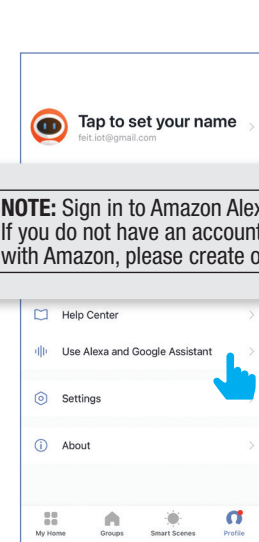 Tap to set your name
feit.iot@gmail.com
NOTE: Sign in to Amazon Alex
If you do not have an account
with Amazon, please create o
Help Center
Use Alexa and Google Assistant
Settings
About
My Home Groups Smart Scenes Profile